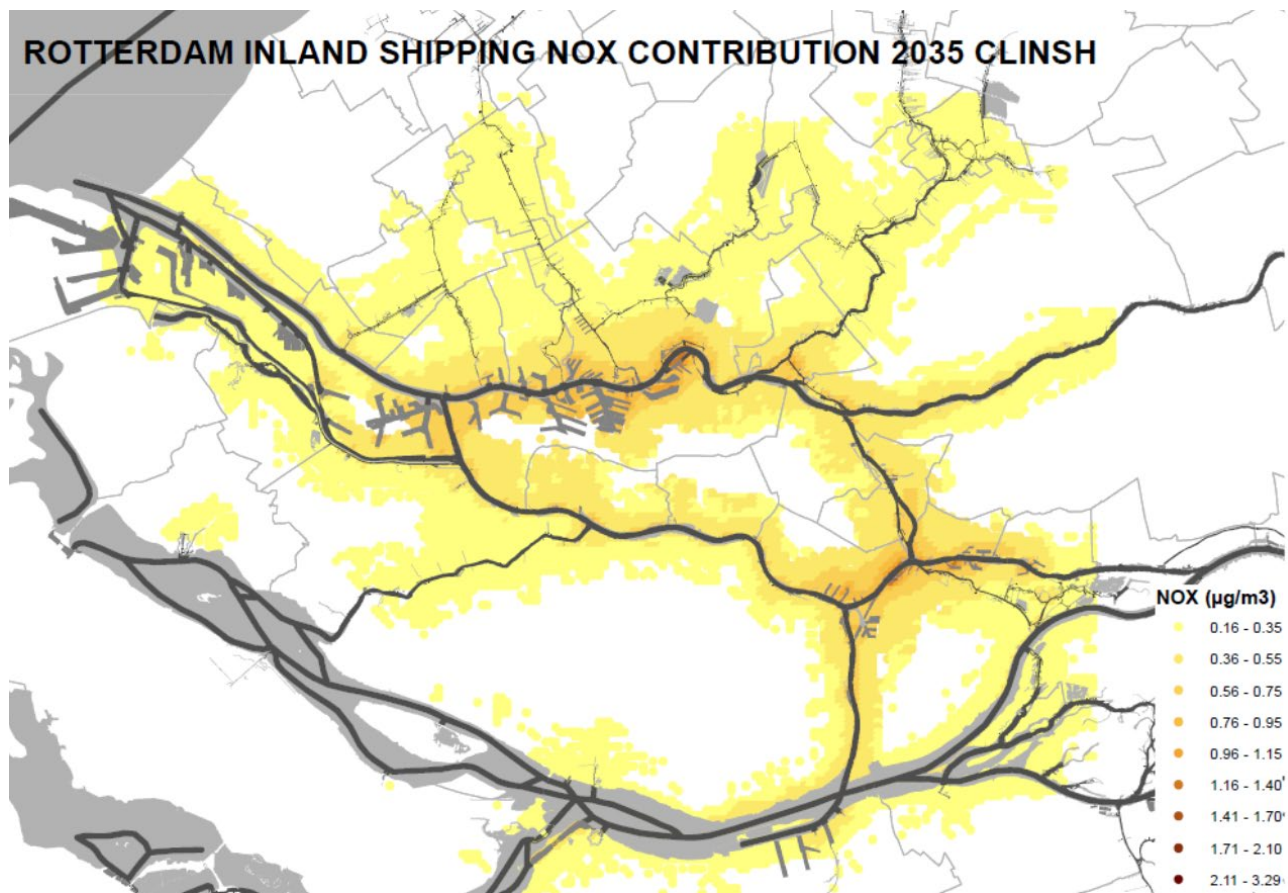 ROTTERDAM INLAND SHIPPING NOX CONTRIBUTION 2035 CLINSH
NOX (µg/m3)
0.16 - 0.35
0.36 - 0.55
0.56 - 0.75
0.76 - 0.95
0.96 - 1.15
1.16 - 1.40
1.41 - 1.70
1.71 - 2.10
2.11 - 3.29